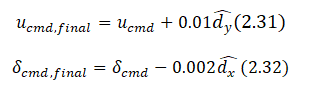 u_{cmd,final} = u_{cmd} + 0.01\widehat{d_y}(2.31)
δ_{cmd,final} = δ_{cmd} − 0.002\widehat{d_x} (2.32)